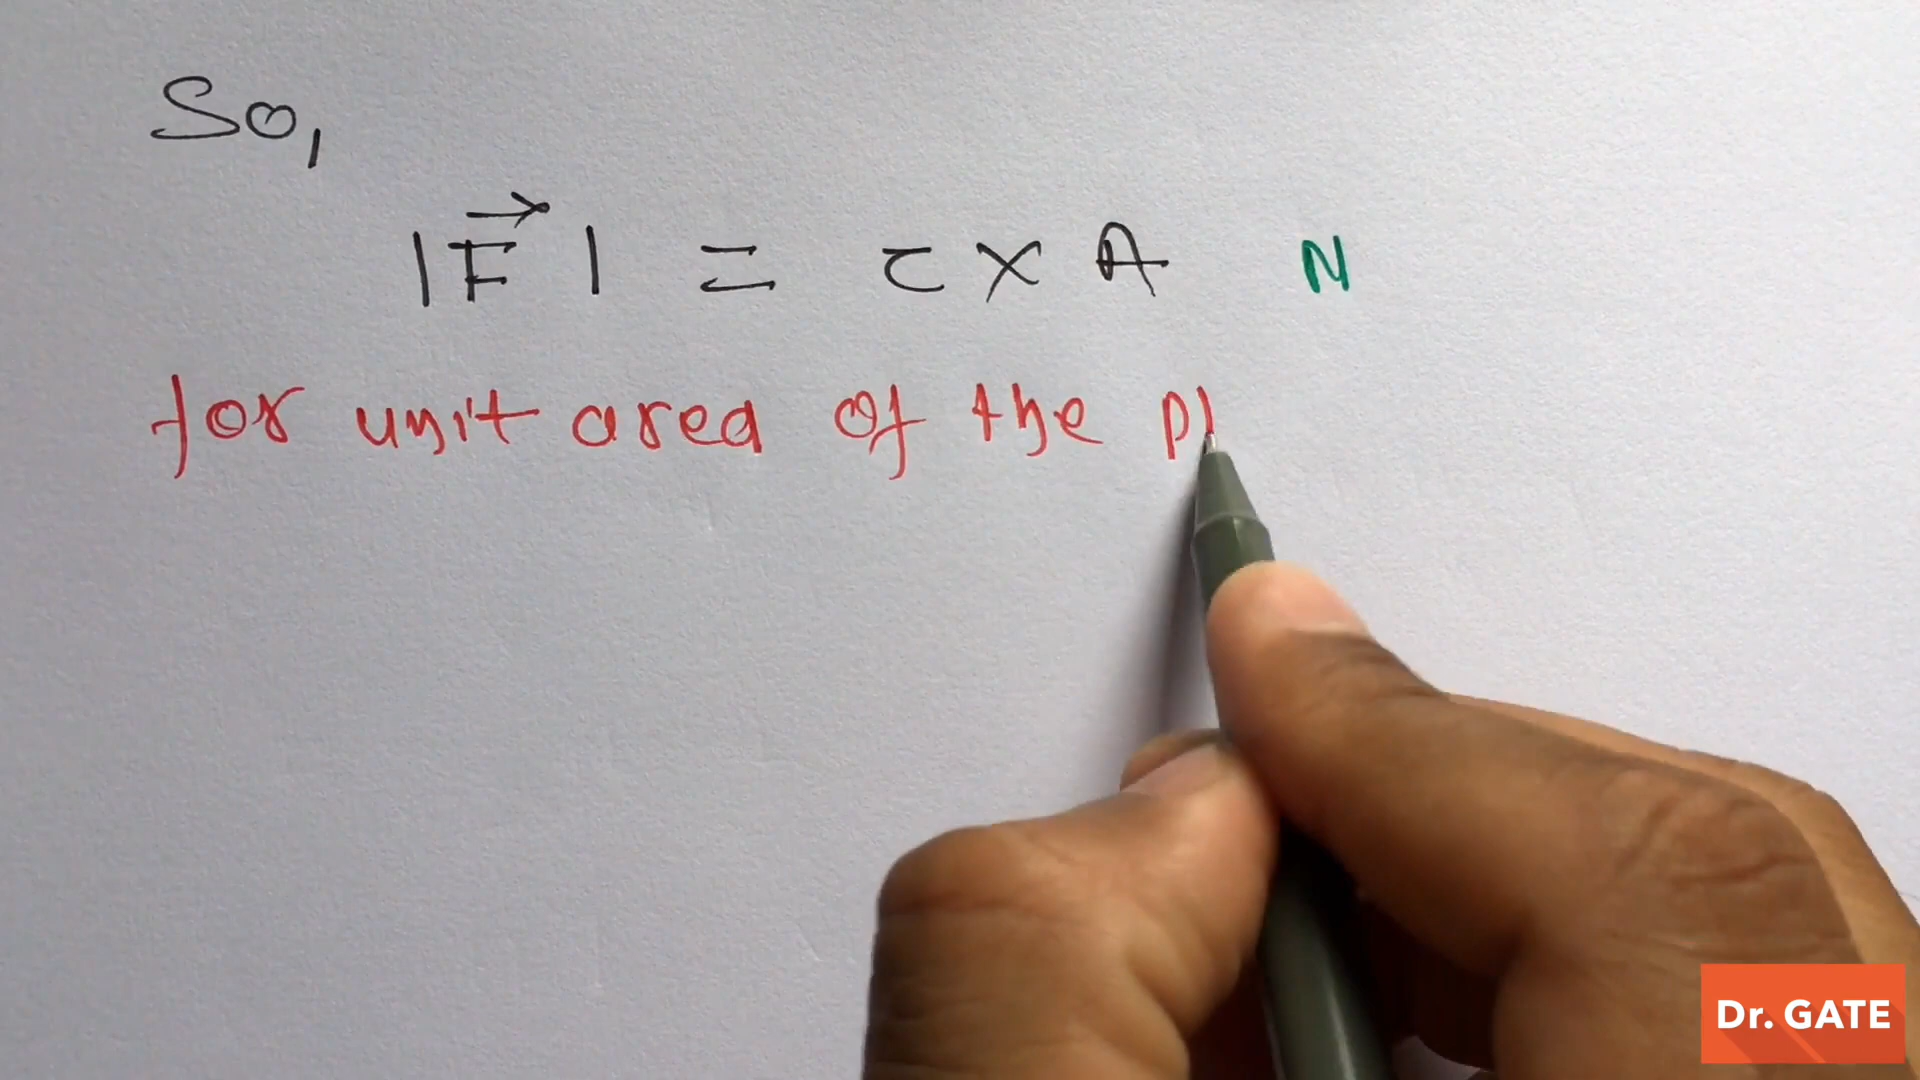 So,
|F⃗| = τ × A N
for unit area of the pl
Dr. GATE